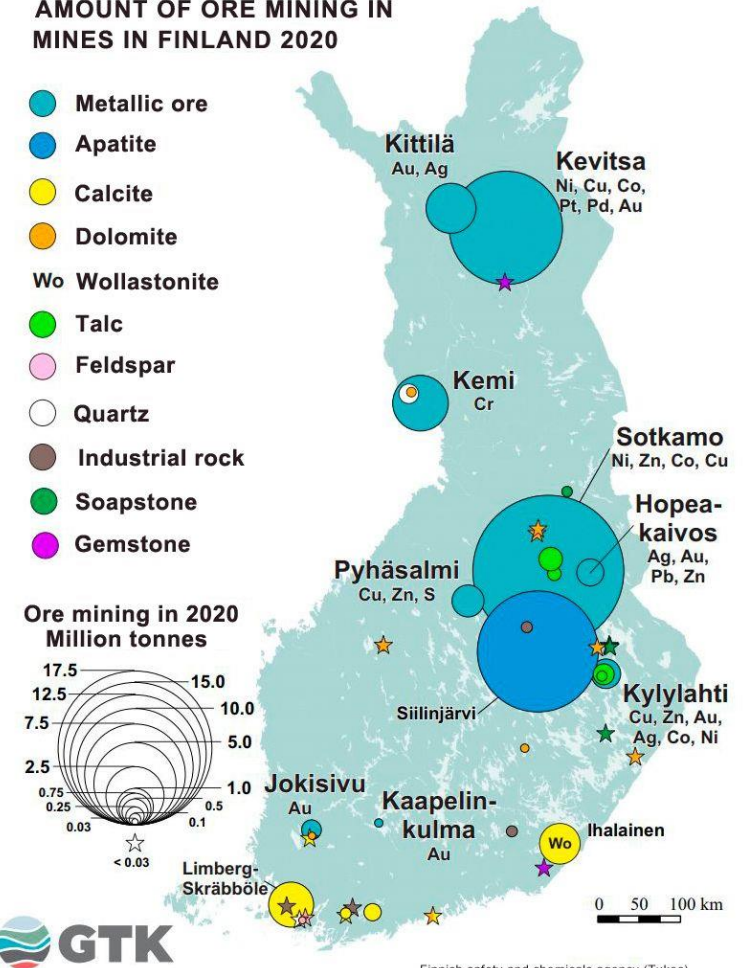 AMOUNT OF ORE MINING IN
MINES IN FINLAND 2020
Metallic ore
Apatite
Calcite
Dolomite
Wo Wollastonite
Talc
Feldspar
Quartz
Industrial rock
Soapstone
Gemstone
Kittilä
Au, Ag
Kevitsa
Ni, Cu, Co,
Pt, Pd, Au
Kemi
Cr
Sotkamo
Ni, Zn, Co, Cu
Hopea-
kaivos
Ag, Au,
Pb, Zn
Pyhäsalmi
Cu, Zn, S
Siilinjärvi
Kylylahti
Cu, Zn, Au,
Ag, Co, Ni
Ore mining in 2020
Million tonnes
17.5
15.0
12.5
10.0
7.5
5.0
2.5
1.0
0.75
0.5
0.25
0.1
0.03
< 0.03
Jokisivu
Au
Kaapelin-
kulma
Au
Wo
Ihalainen
Limberg-
Skräbböle
0 50 100 km
GTK
Finnish safety and chemicals agency (Tukes)